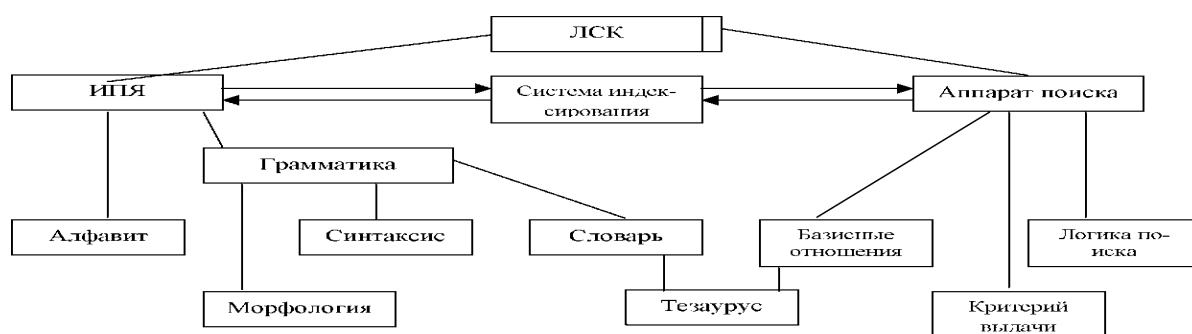 ЛСК
ИПЯ
Система индек-
сирования
Аппарат поиска
Грамматика
Алфавит
Синтаксис
Словарь
Базисные
отношения
Логика по-
иска
Морфология
Тезаурус
Критерий
выдачи